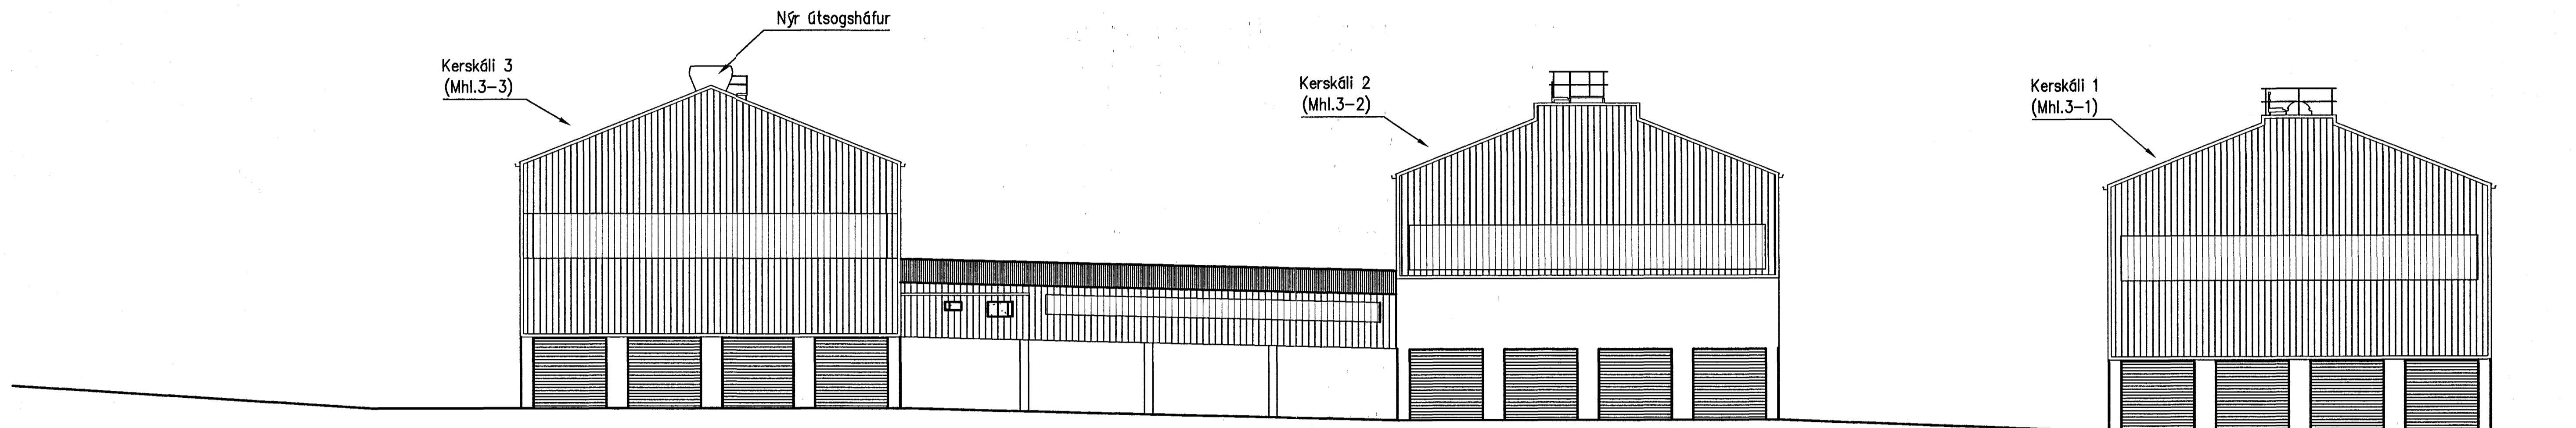 Nýr útsogsháfur
Kerskáli 3
(Mhl.3-3)
Kerskáli 2
(Mhl.3-2)
Kerskáli 1
(Mhl.3-1)